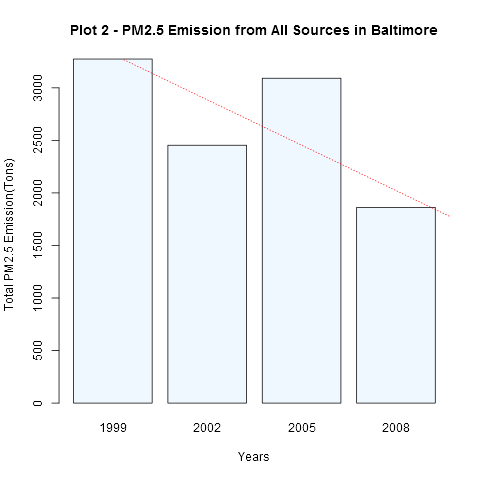 Plot 2 - PM2.5 Emission from All Sources in Baltimore
Total PM2.5 Emission(Tons)
3000
2500
2000
1500
1000
500
0
1999 2002 2005 2008
Years